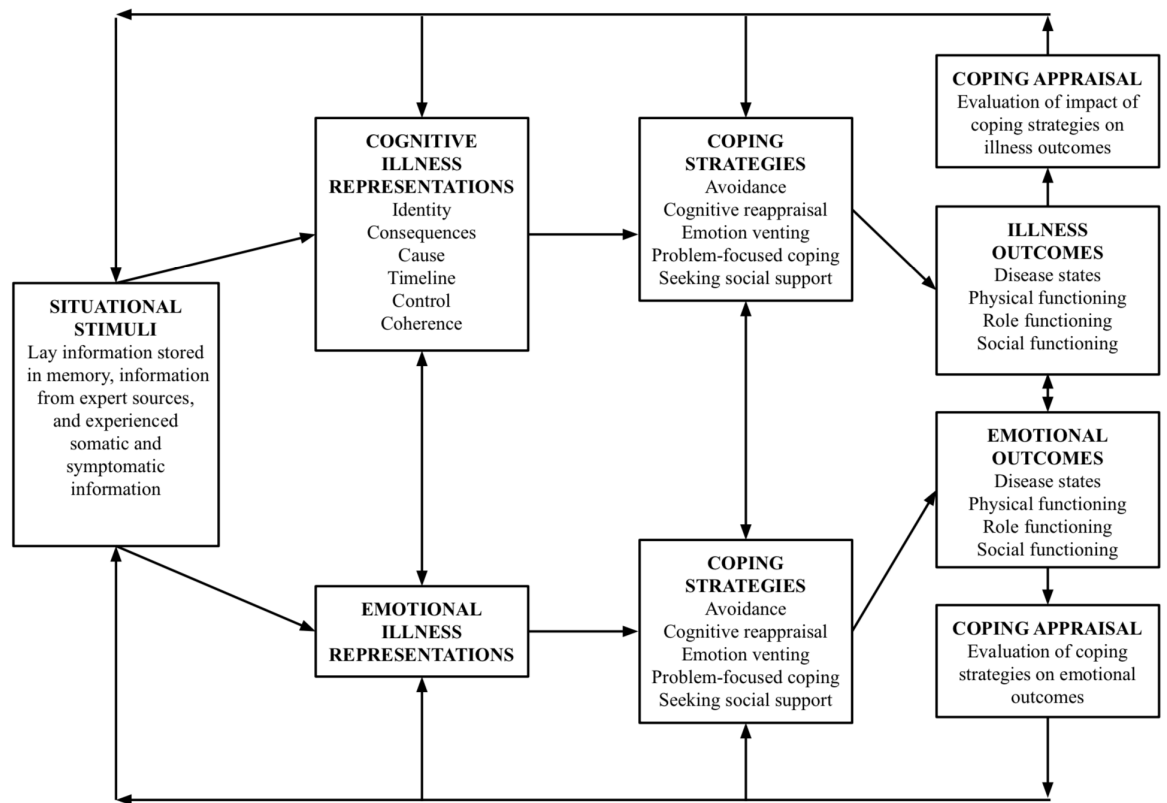 SITUATIONAL
STIMULI
Lay information stored
in memory, information
from expert sources,
and experienced
somatic and
symptomatic
information
COGNITIVE
ILLNESS
REPRESENTATIONS
Identity
Consequences
Cause
Timeline
Control
Coherence
EMOTIONAL
ILLNESS
REPRESENTATIONS
COPING
STRATEGIES
Avoidance
Cognitive reappraisal
Emotion venting
Problem-focused coping
Seeking social support
COPING
STRATEGIES
Avoidance
Cognitive reappraisal
Emotion venting
Problem-focused coping
Seeking social support
COPING APPRAISAL
Evaluation of impact of
coping strategies on
illness outcomes
ILLNESS
OUTCOMES
Disease states
Physical functioning
Role functioning
Social functioning
EMOTIONAL
OUTCOMES
Disease states
Physical functioning
Role functioning
Social functioning
COPING APPRAISAL
Evaluation of coping
strategies on emotional
outcomes